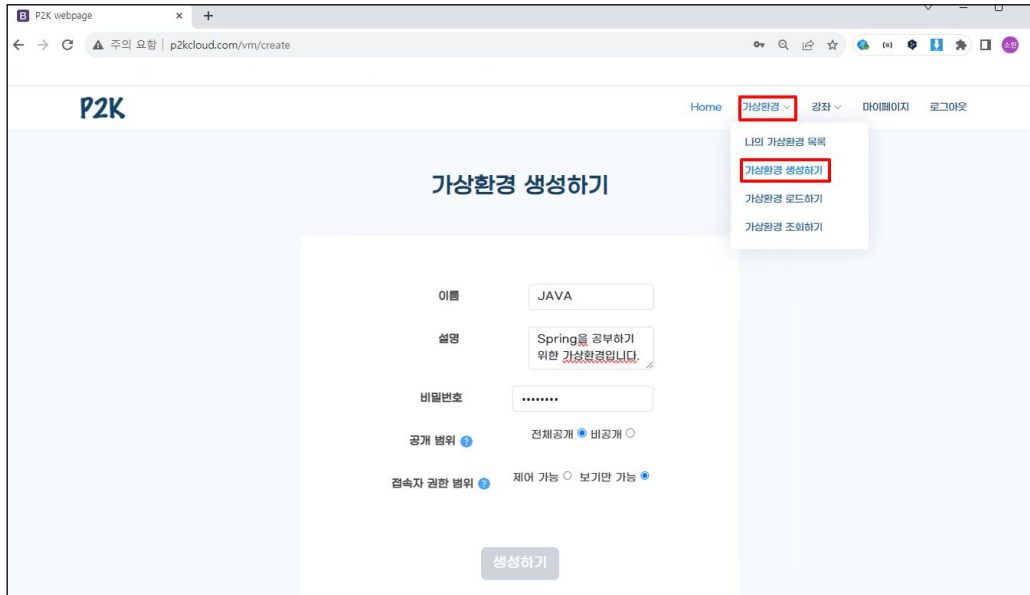 P2K webpage
주의 요함 | p2kcloud.com/vm/create
소현
P2K
Home 가상환경 강좌 마이페이지 로그아웃
나의 가상환경 목록
가상환경 생성하기
가상환경 로드하기
가상환경 조회하기
가상환경 생성하기
이름 JAVA
설명 Spring을 공부하기
위한 가상환경입니다.
비밀번호 ••••••••
공개 범위 ? 전체공개 비공개
접속자 권한 범위 ? 제어 가능 보기만 가능
생성하기